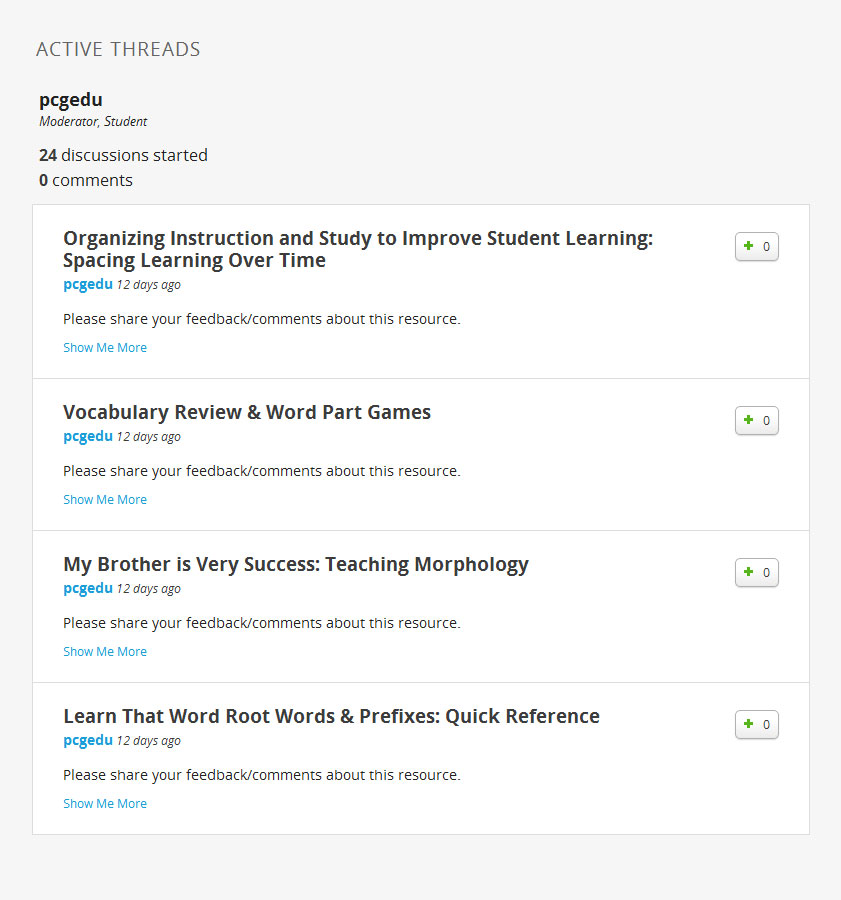 ACTIVE THREADS
pcgedu
Moderator, Student
24 discussions started
0 comments
Organizing Instruction and Study to Improve Student Learning:
Spacing Learning Over Time
0
pcgedu 12 days ago
Please share your feedback/comments about this resource.
Show Me More
Vocabulary Review & Word Part Games
0
pcgedu 12 days ago
Please share your feedback/comments about this resource.
Show Me More
My Brother is Very Success: Teaching Morphology
0
pcgedu 12 days ago
Please share your feedback/comments about this resource.
Show Me More
Learn That Word Root Words & Prefixes: Quick Reference
0
pcgedu 12 days ago
Please share your feedback/comments about this resource.
Show Me More